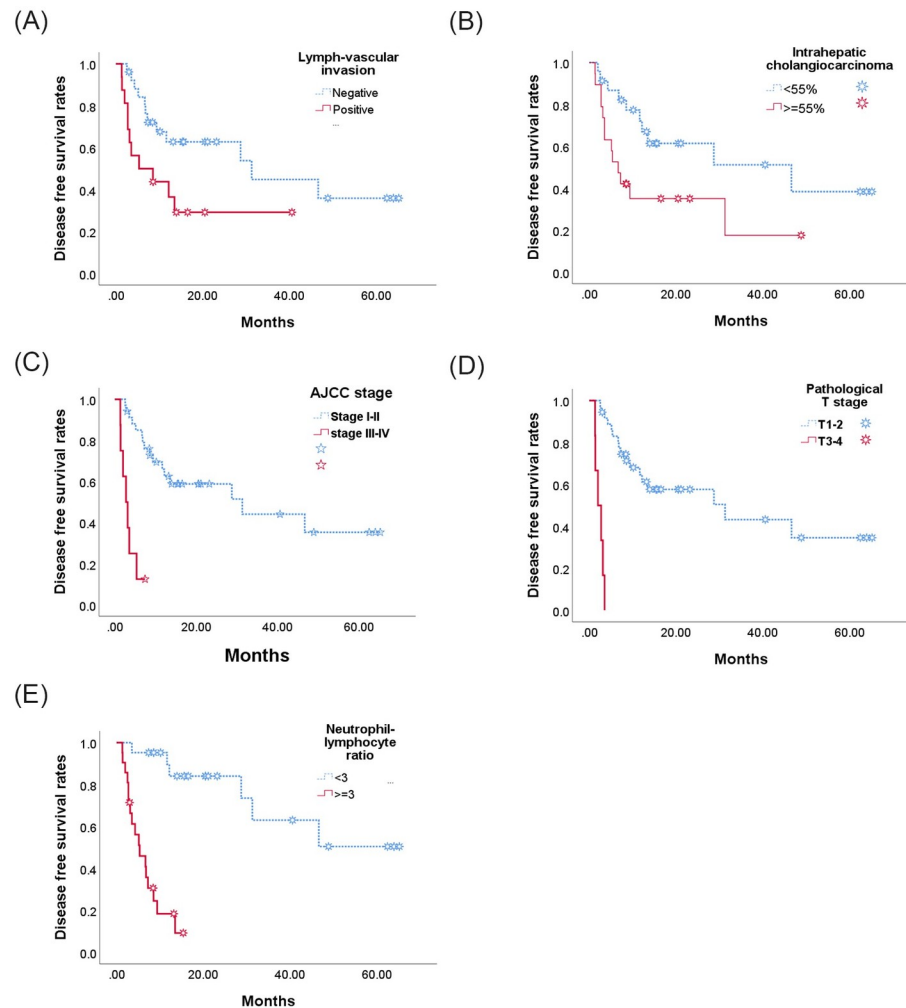 (A)
Lymph-vascular
invasion
Negative
Positive
...
Disease free survival rates
1.0
0.8
0.6
0.4
0.2
0.0
.00 20.00 40.00 60.00
Months
(B)
Intrahepatic
cholangiocarcinoma
<55%
>=55%
Disease free survival rates
1.0
0.8
0.6
0.4
0.2
0.0
.00 20.00 40.00 60.00
Months
(C)
AJCC stage
Stage I-II
stage III-IV
Disease free survival rates
1.0
0.8
0.6
0.4
0.2
0.0
.00 20.00 40.00 60.00
Months
(D)
Pathological
T stage
T1-2
T3-4
Disease free survival rates
1.0
0.8
0.6
0.4
0.2
0.0
.00 20.00 40.00 60.00
Months
(E)
Neutrophil-
lymphocyte
ratio
<3 ...
>=3
Disease free survival rates
1.0
0.8
0.6
0.4
0.2
0.0
.00 20.00 40.00 60.00
Months